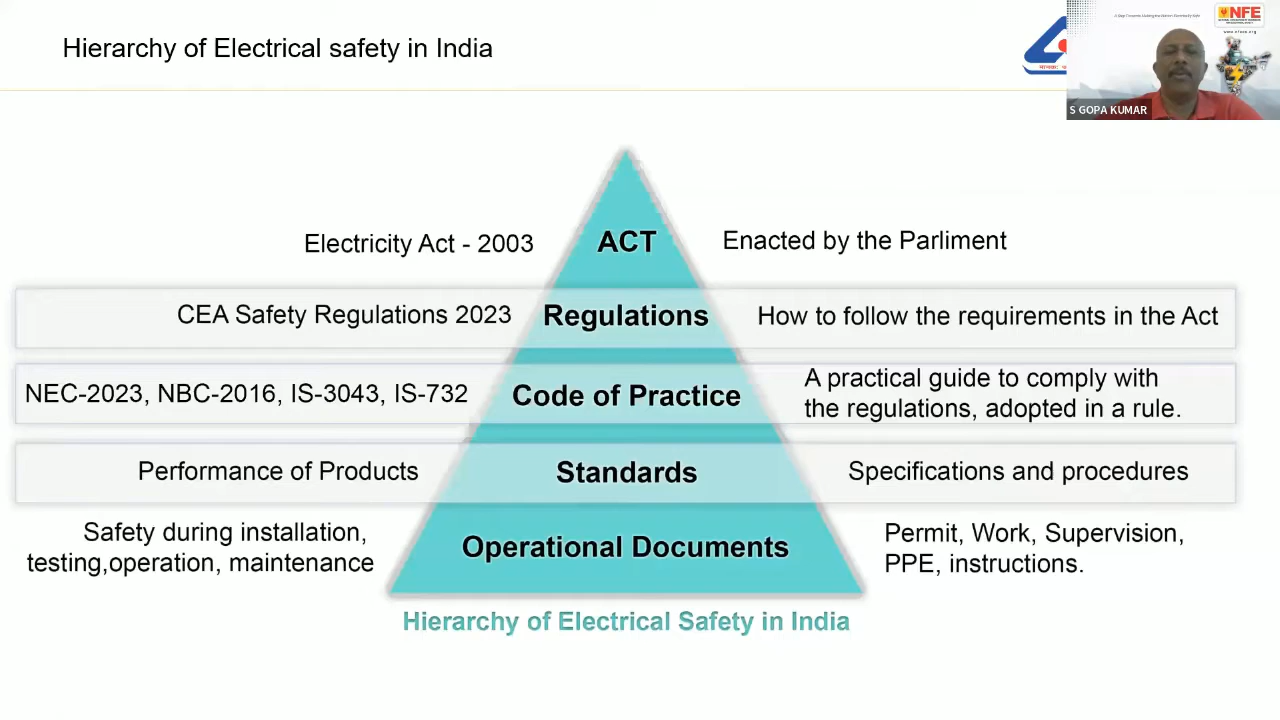 Hierarchy of Electrical safety in India
NFE
S GOPA KUMAR
Electricity Act - 2003
ACT
Enacted by the Parliment
CEA Safety Regulations 2023
Regulations
How to follow the requirements in the Act
NEC-2023, NBC-2016, IS-3043, IS-732
Code of Practice
A practical guide to comply with
the regulations, adopted in a rule.
Performance of Products
Standards
Specifications and procedures
Safety during installation,
testing,operation, maintenance
Operational Documents
Permit, Work, Supervision,
PPE, instructions.
Hierarchy of Electrical Safety in India